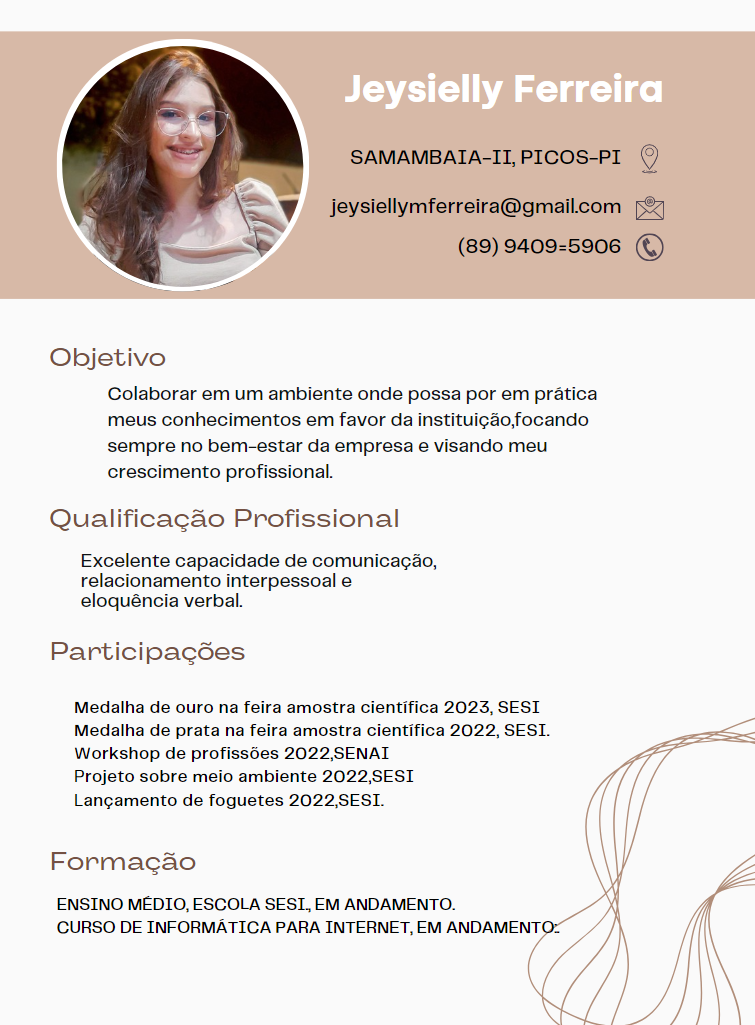 Jeysielly Ferreira
SAMAMBAIA-II, PICOS-PI
jeysiellymferreira@gmail.com
(89) 9409=5906
Objetivo
Colaborar em um ambiente onde possa por em prática
meus conhecimentos em favor da instituição,focando
sempre no bem-estar da empresa e visando meu
crescimento profissional.
Qualificação Profissional
Excelente capacidade de comunicação,
relacionamento interpessoal e
eloquência verbal.
Participações
Medalha de ouro na feira amostra científica 2023, SESI
Medalha de prata na feira amostra científica 2022, SESI.
Workshop de profissões 2022,SENAI
Projeto sobre meio ambiente 2022,SESI
Lançamento de foguetes 2022,SESI.
Formação
ENSINO MÉDIO, ESCOLA SESI., EM ANDAMENTO.
CURSO DE INFORMÁTICA PARA INTERNET, EM ANDAMENTO:.